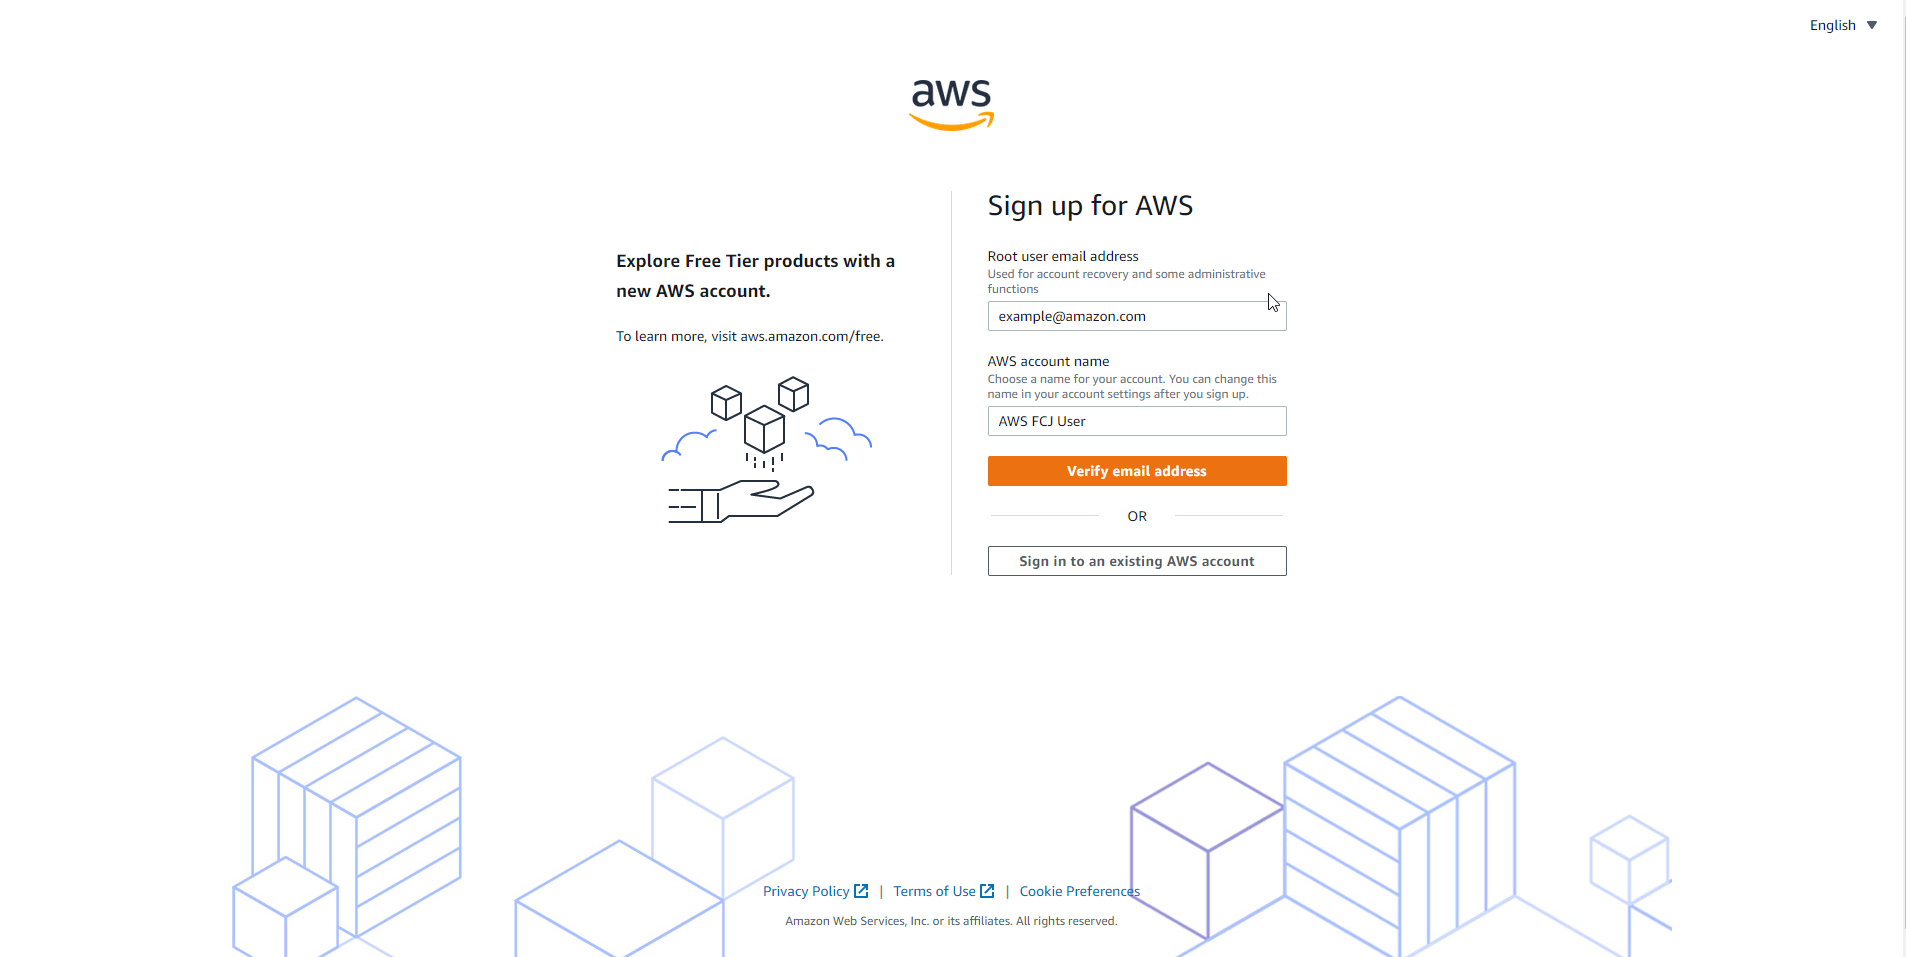 English
aws
Explore Free Tier products with a
new AWS account.
To learn more, visit aws.amazon.com/free.
Sign up for AWS
Root user email address
Used for account recovery and some administrative
functions
example@amazon.com
AWS account name
Choose a name for your account. You can change this
name in your account settings after you sign up.
AWS FCJ User
Verify email address
OR
Sign in to an existing AWS account
Privacy Policy | Terms of Use | Cookie Preferences
Amazon Web Services, Inc. or its affiliates. All rights reserved.